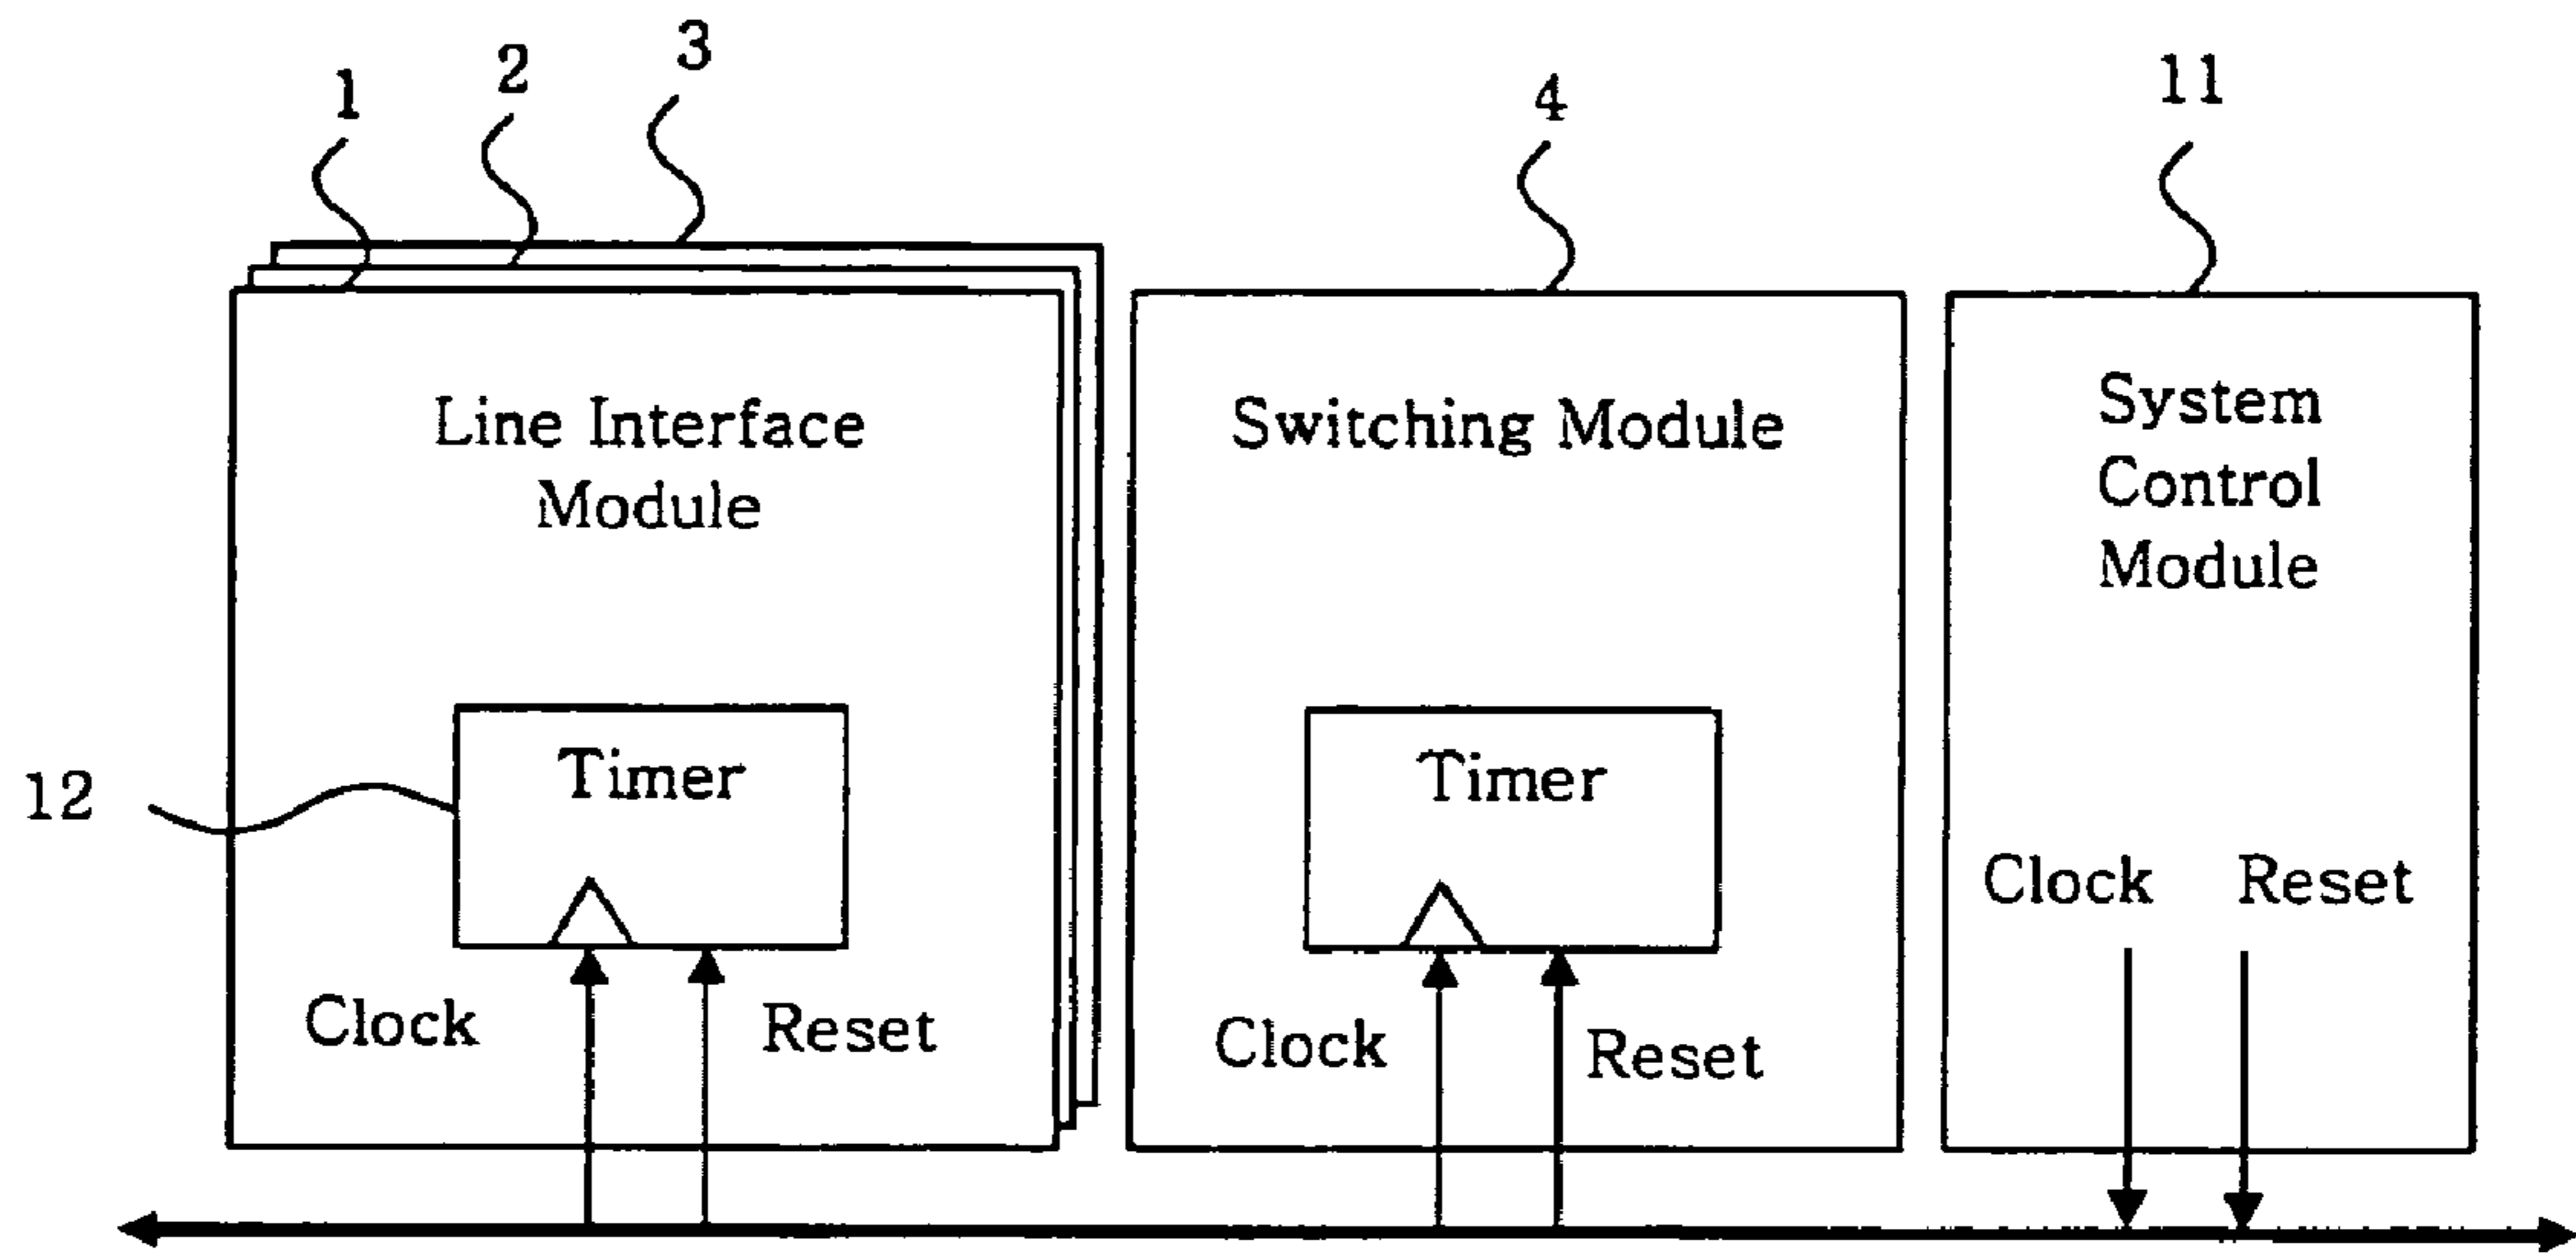 1
2
3
4
11
Line Interface
Module
Switching Module
System
Control
Module
12
Timer
Timer
Clock
Reset
Clock
Reset
Clock
Reset